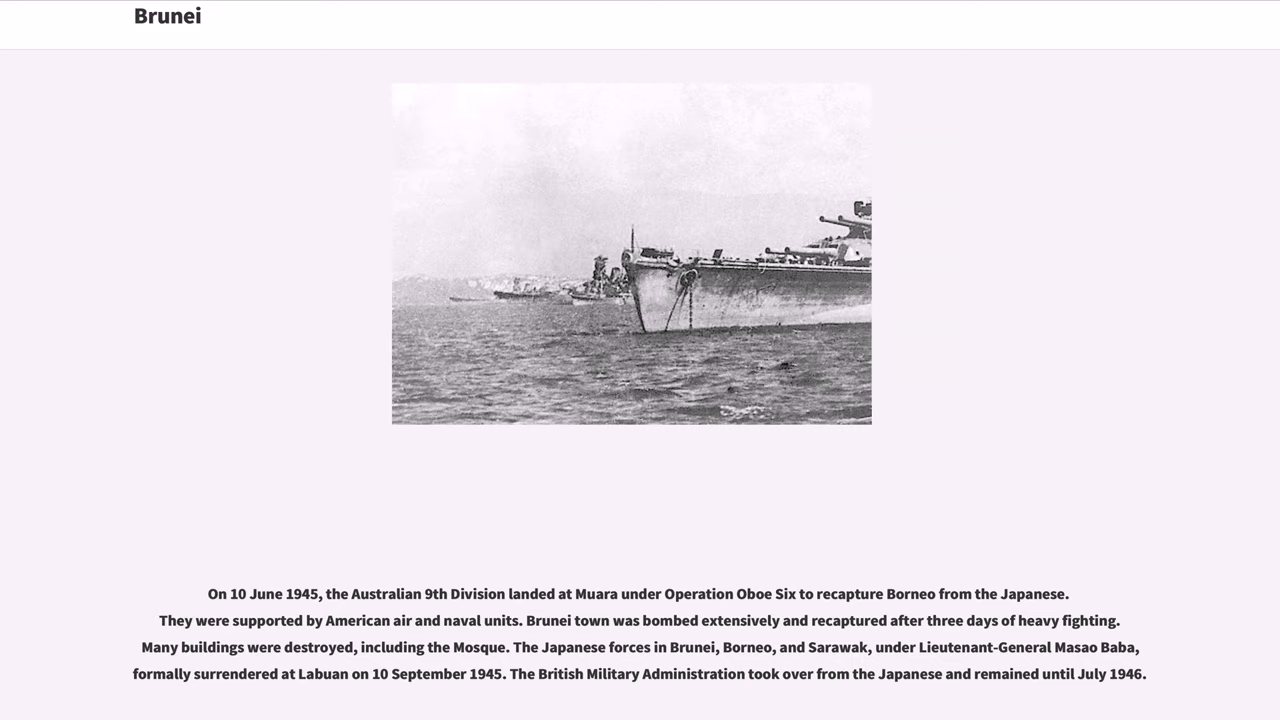 Brunei
On 10 June 1945, the Australian 9th Division landed at Muara under Operation Oboe Six to recapture Borneo from the Japanese.
They were supported by American air and naval units. Brunei town was bombed extensively and recaptured after three days of heavy fighting.
Many buildings were destroyed, including the Mosque. The Japanese forces in Brunei, Borneo, and Sarawak, under Lieutenant-General Masao Baba,
formally surrendered at Labuan on 10 September 1945. The British Military Administration took over from the Japanese and remained until July 1946.